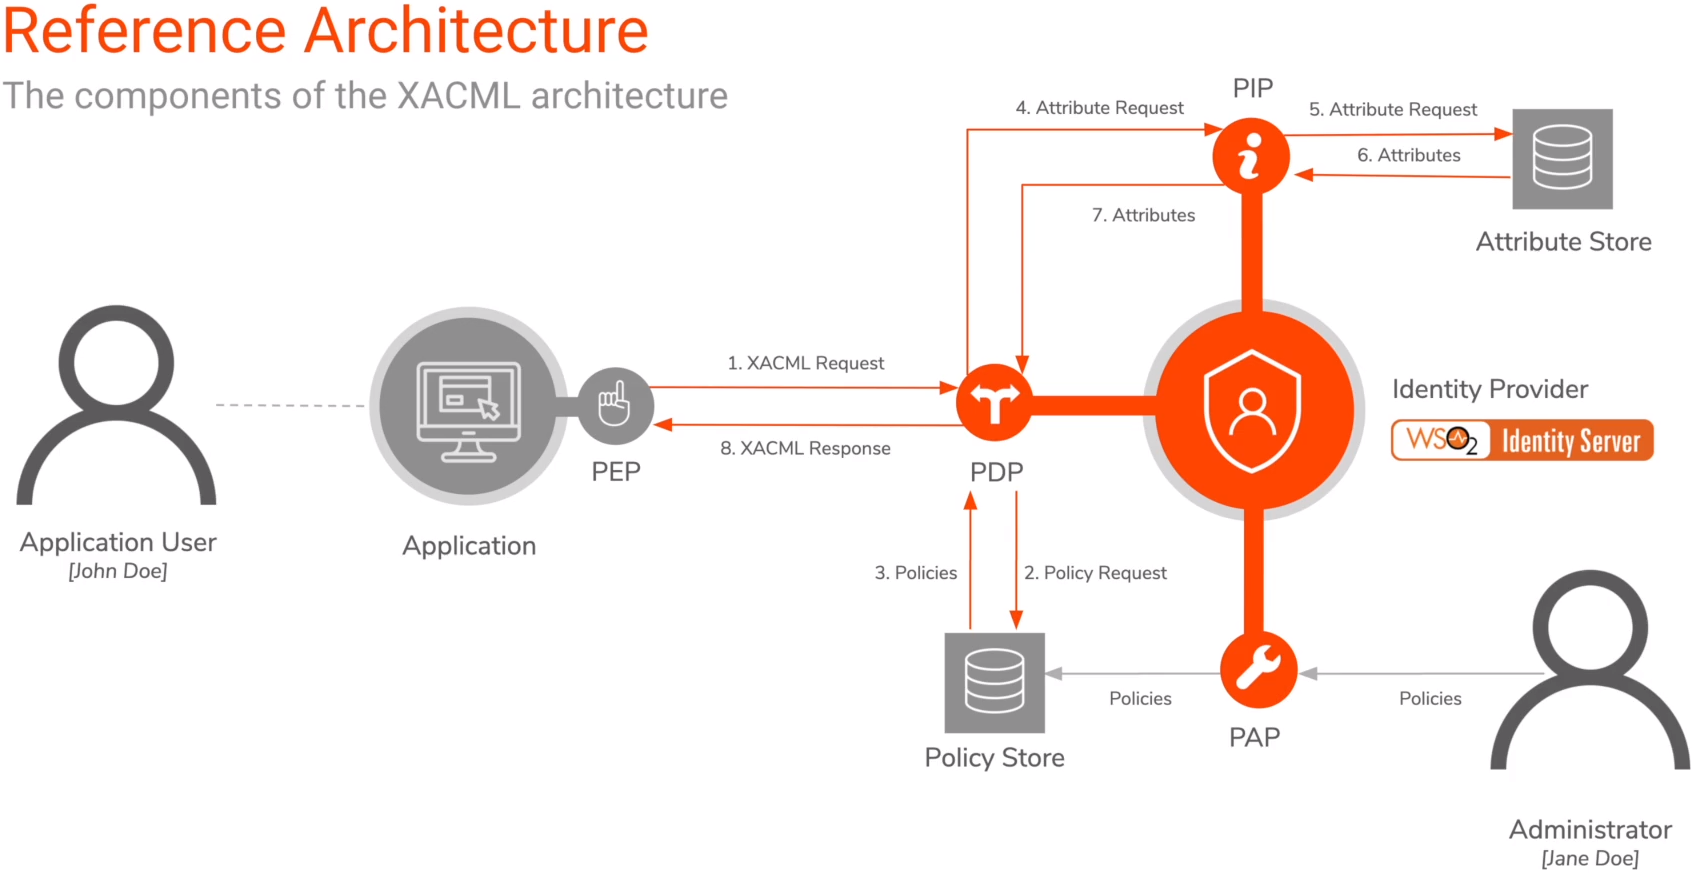 Reference Architecture
The components of the XACML architecture
PIP
4. Attribute Request
5. Attribute Request
6. Attributes
7. Attributes
Attribute Store
1. XACML Request
8. XACML Response
PEP
PDP
Identity Provider
WSO2 Identity Server
Application User
[John Doe]
Application
3. Policies
2. Policy Request
Policies
Policies
PAP
Policy Store
Administrator
[Jane Doe]